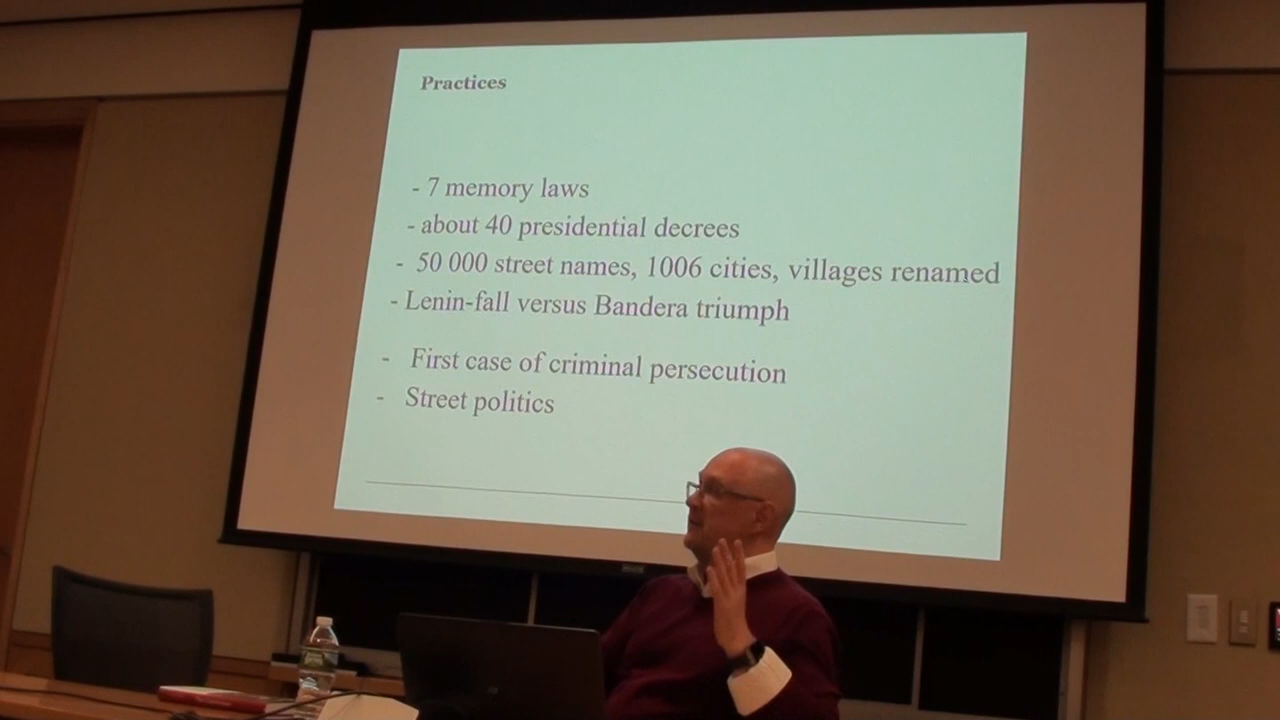 Practices
- 7 memory laws
- about 40 presidential decrees
- 50 000 street names, 1006 cities, villages renamed
- Lenin-fall versus Bandera triumph
- First case of criminal persecution
- Street politics